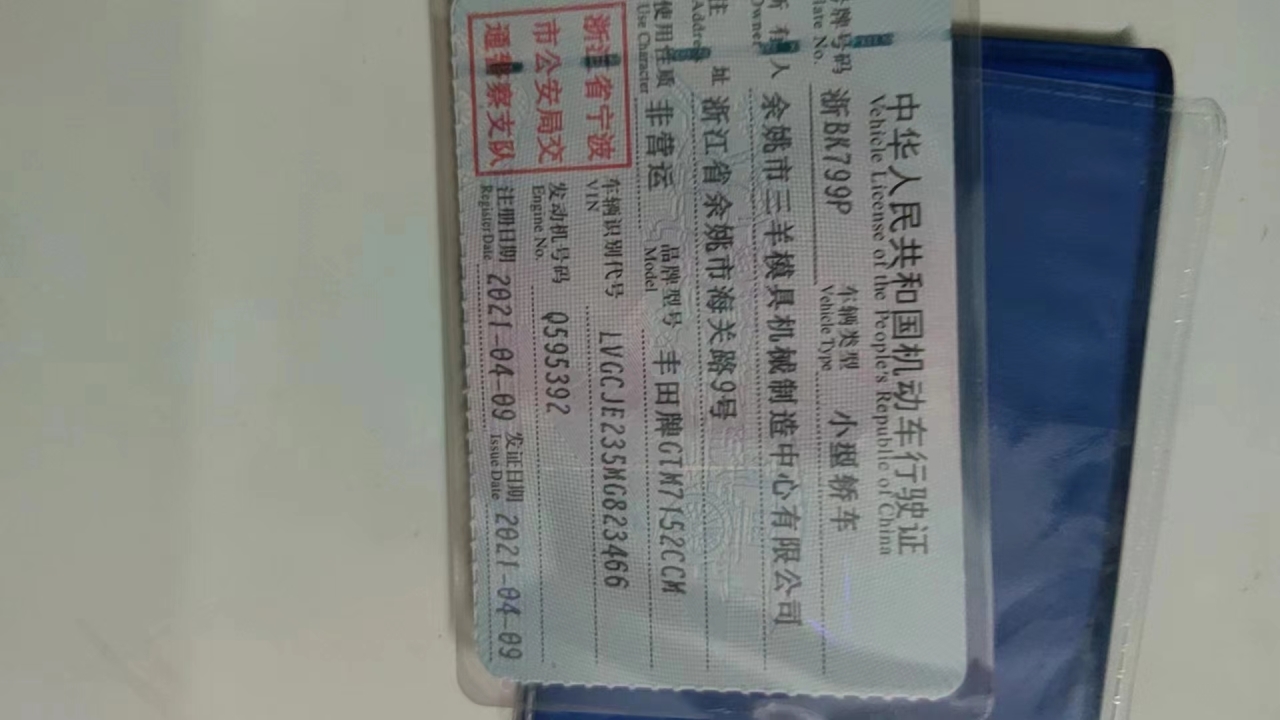 中华人民共和国机动车行驶证
Vehicle License of the People's Republic of China
号牌号码 浙BK799P 车辆类型 小型轿车
Plate No. Vehicle Type
所有人 余姚市三羊模具机械制造中心有限公司
Owner
住址 浙江省余姚市海关路9号
Address
使用性质 非营运 品牌型号 丰田牌GTM7152CCM
Use Character Model
浙江省宁波
市公安局交
通警察支队
车辆识别代号 LVGCJE235MG823466
VIN
发动机号码 Q595392
Engine No.
注册日期 2021-04-09 发证日期 2021-04-09
Register Date Issue Date